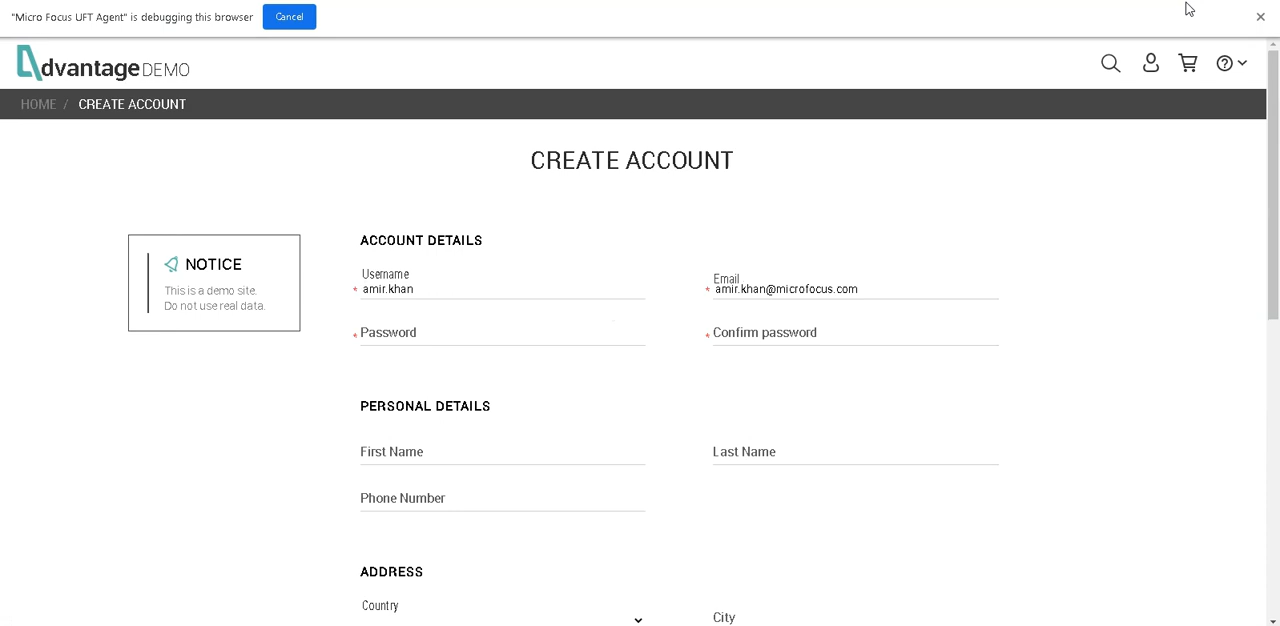 "Micro Focus UFT Agent" is debugging this browser Cancel
dvantage DEMO
HOME / CREATE ACCOUNT
CREATE ACCOUNT
NOTICE
This is a demo site.
Do not use real data.
ACCOUNT DETAILS
Username
* amir.khan
Email
* amir.khan@microfocus.com
* Password
* Confirm password
PERSONAL DETAILS
First Name
Last Name
Phone Number
ADDRESS
Country
City